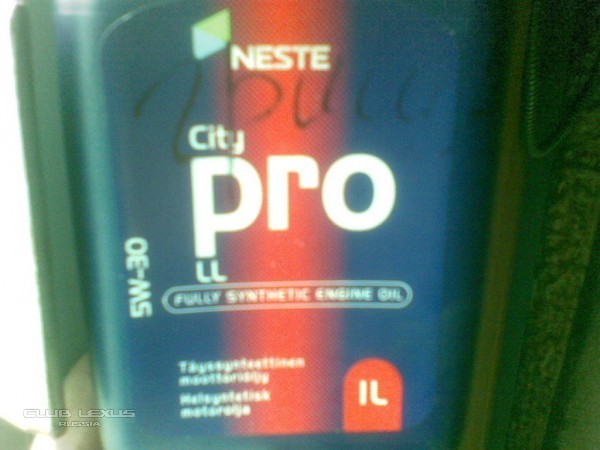 NESTE
City
pro
LL
5W-30
FULLY SYNTHETIC ENGINE OIL
Täyssynteettinen
moottoriöljy
Helsyntetisk
motorolja
1L
CLUB LEXUS
RUSSIA